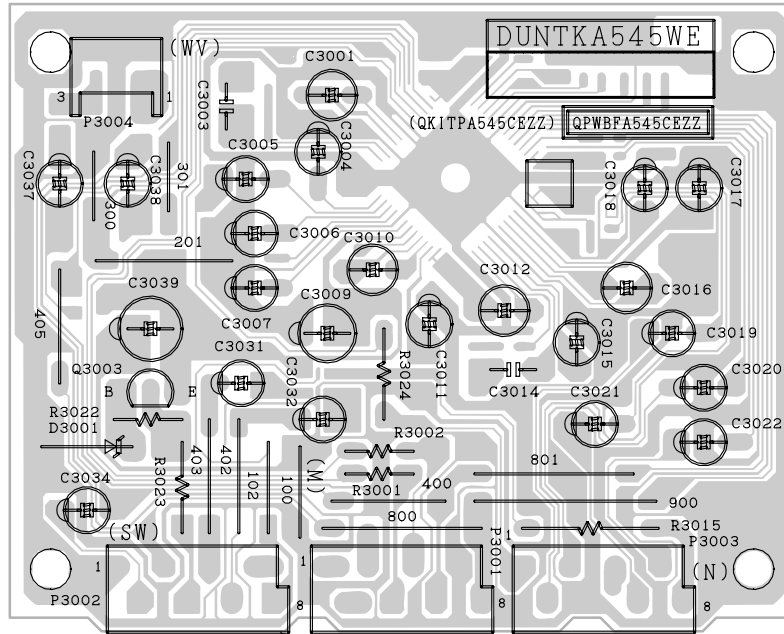 DUNTKA545WE
(WV)
C3001
C3003
3
1
P3004
(QKITPA545CEZZ)
QPWBFA545CEZZ
C3004
C3005
C3037
C3038
301
300
C3018
C3017
C3006
201
C3010
C3012
C3016
405
C3039
C3007
C3009
C3011
C3015
C3019
Q3003
C3031
R3024
C3014
C3020
B
E
C3032
R3022
D3001
C3021
C3022
R3002
403
402
102
100
(M)
R3023
801
R3001
400
C3034
900
800
(SW)
1
R3015
P3001
P3003
1
1
(N)
P3002
8
8
8